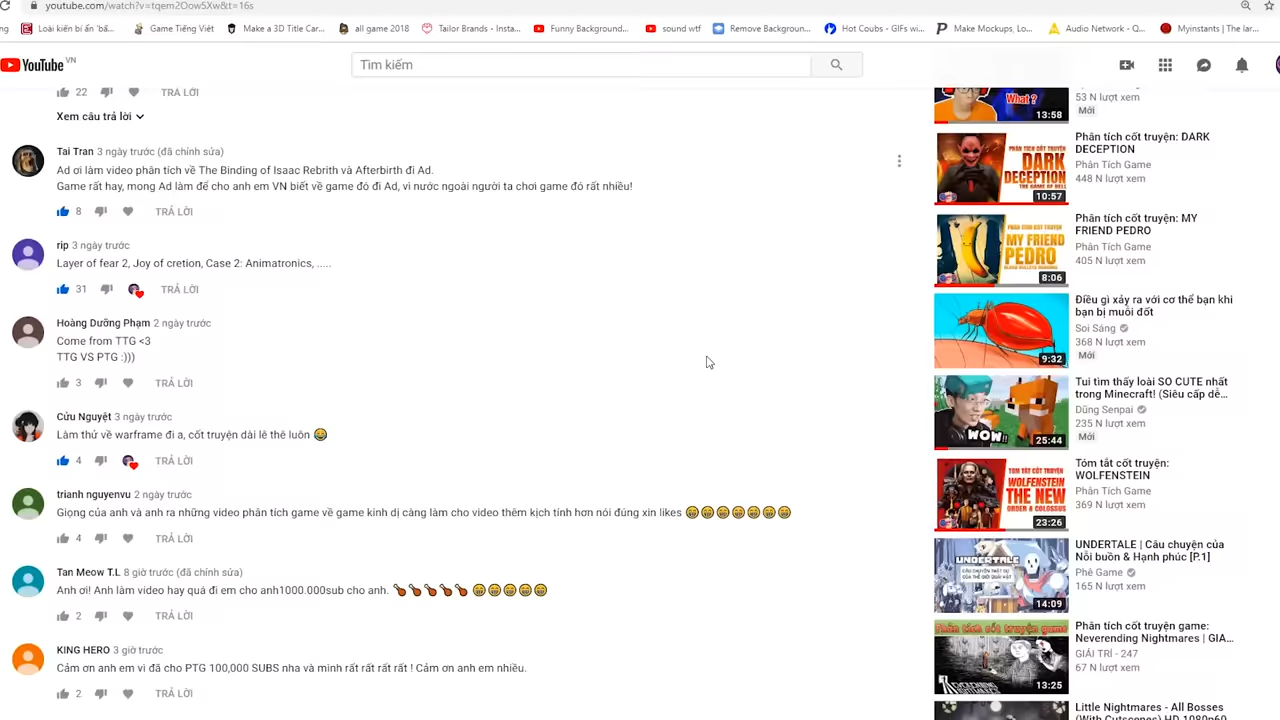 youtube.com/watch?v=tqem2Oow5Xw&t=16s
Loài kiến bí ẩn 'bấ...
Game Tiếng Việt
Make a 3D Title Car...
all game 2018
Tailor Brands - Insta...
Funny Background...
sound wtf
Remove Backgroun...
Hot Coubs - GIFs wi...
Make Mockups, Lo...
Audio Network - Q...
Myinstants | The lar...
YouTube VN
Tìm kiếm
22 TRẢ LỜI
Xem câu trả lời
Tai Tran 3 ngày trước (đã chỉnh sửa)
Ad ơi làm video phân tích về The Binding of Isaac Rebrith và Afterbirth đi Ad.
Game rất hay, mong Ad làm để cho anh em VN biết về game đó đi Ad, vì nước ngoài người ta chơi game đó rất nhiều!
8 TRẢ LỜI
rip 3 ngày trước
Layer of fear 2, Joy of cretion, Case 2: Animatronics, .....
31 TRẢ LỜI
Hoàng Dưỡng Phạm 2 ngày trước
Come from TTG <3
TTG VS PTG :)))
3 TRẢ LỜI
Cửu Nguyệt 3 ngày trước
Làm thử về warframe đi a, cốt truyện dài lê thê luôn 😂
4 TRẢ LỜI
trianh nguyenvu 2 ngày trước
Giọng của anh và anh ra những video phân tích game về game kinh dị càng làm cho video thêm kịch tính hơn nói đúng xin likes 😁😁😁😁😁😁😁
4 TRẢ LỜI
Tan Meow T.L 8 giờ trước (đã chỉnh sửa)
Anh ơi! Anh làm video hay quá đi em cho anh100.000sub cho anh. 🍗🍗🍗🍗🍗😁😁😁😁😁
2 TRẢ LỜI
KING HERO 3 giờ trước
Cảm ơn anh em vì đã cho PTG 100,000 SUBS nha và mình rất rất rất rất ! Cảm ơn anh em nhiều.
2 TRẢ LỜI
What ?
13:58
53 N lượt xem
Mới
PHÂN TÍCH CỐT TRUYỆN:
DARK
DECEPTION
THE GAME OF HELL
10:57
Phân tích cốt truyện: DARK
DECEPTION
Phân Tích Game
448 N lượt xem
PHÂN TÍCH CỐT TRUYỆN:
MY
FRIEND
PEDRO
8:06
Phân tích cốt truyện: MY
FRIEND PEDRO
Phân Tích Game
405 N lượt xem
9:32
Điều gì xảy ra với cơ thể bạn khi
bạn bị muỗi đốt
Soi Sáng
368 N lượt xem
Mới
WOW!!
25:44
Tui tìm thấy loài SO CUTE nhất
trong Minecraft! (Siêu cấp dễ...
Dũng Senpai
235 N lượt xem
Mới
TÓM TẮT CỐT TRUYỆN:
WOLFENSTEIN
THE NEW
ORDER & COLOSSUS
23:26
Tóm tắt cốt truyện:
WOLFENSTEIN
Phân Tích Game
369 N lượt xem
UNDERTALE
14:09
UNDERTALE | Câu chuyện của
Nỗi buồn & Hạnh phúc [P.1]
Phê Game
165 N lượt xem
Phân tích cốt truyện game
NEVERENDING
NIGHTMARES
13:25
Phân tích cốt truyện game:
Neverending Nightmares | GIA...
GIẢI TRÍ - 247
67 N lượt xem
Little Nightmares - All Bosses
(With Cutscenes) HD 1080p60